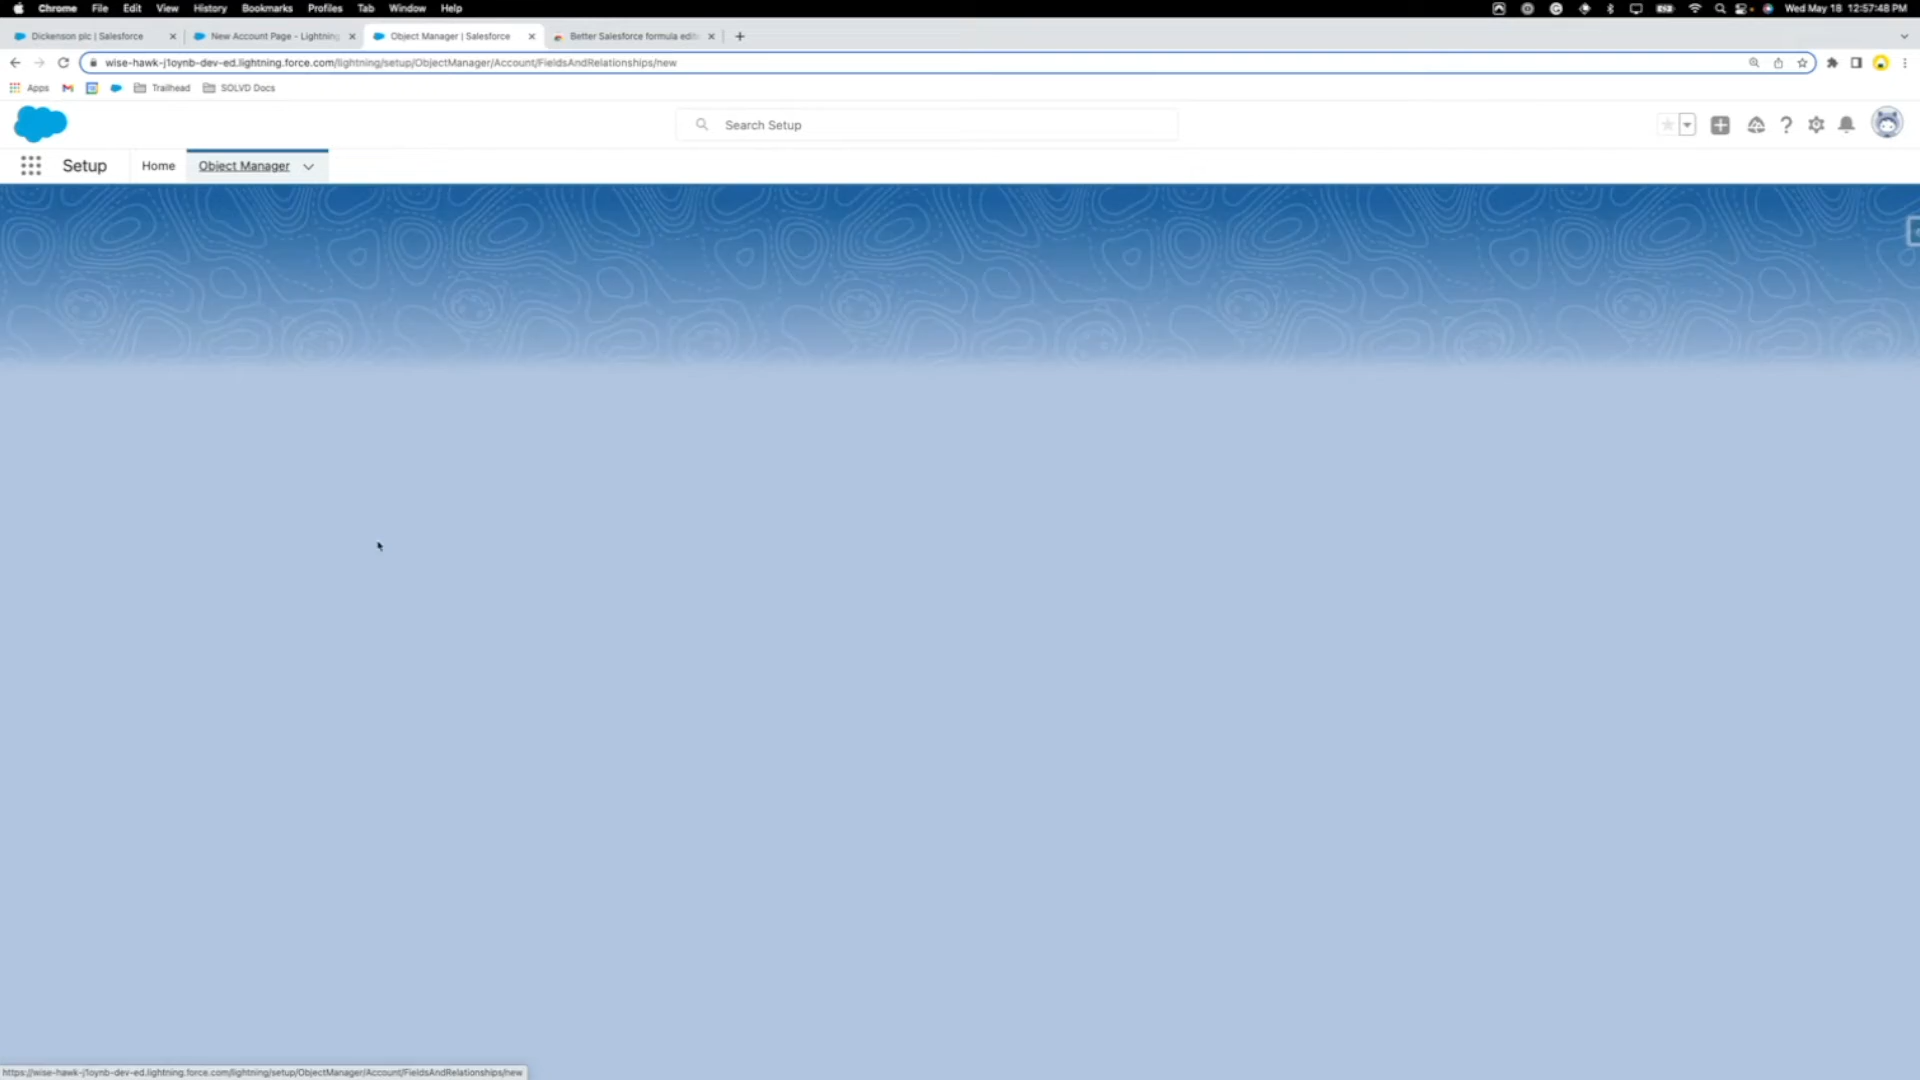 Chrome File Edit View History Bookmarks Profiles Tab Window Help
Wed May 18 12:57:48 PM
Dickenson plc | Salesforce
New Account Page - Lightning
Object Manager | Salesforce
Better Salesforce formula edit
wise-hawk-j1oynb-dev-ed.lightning.force.com/lightning/setup/ObjectManager/Account/FieldsAndRelationships/new
Apps
Trailhead
SOLVD Docs
Search Setup
Setup
Home
Object Manager
https://wise-hawk-j1oynb-dev-ed.lightning.force.com/lightning/setup/ObjectManager/Account/FieldsAndRelationships/new